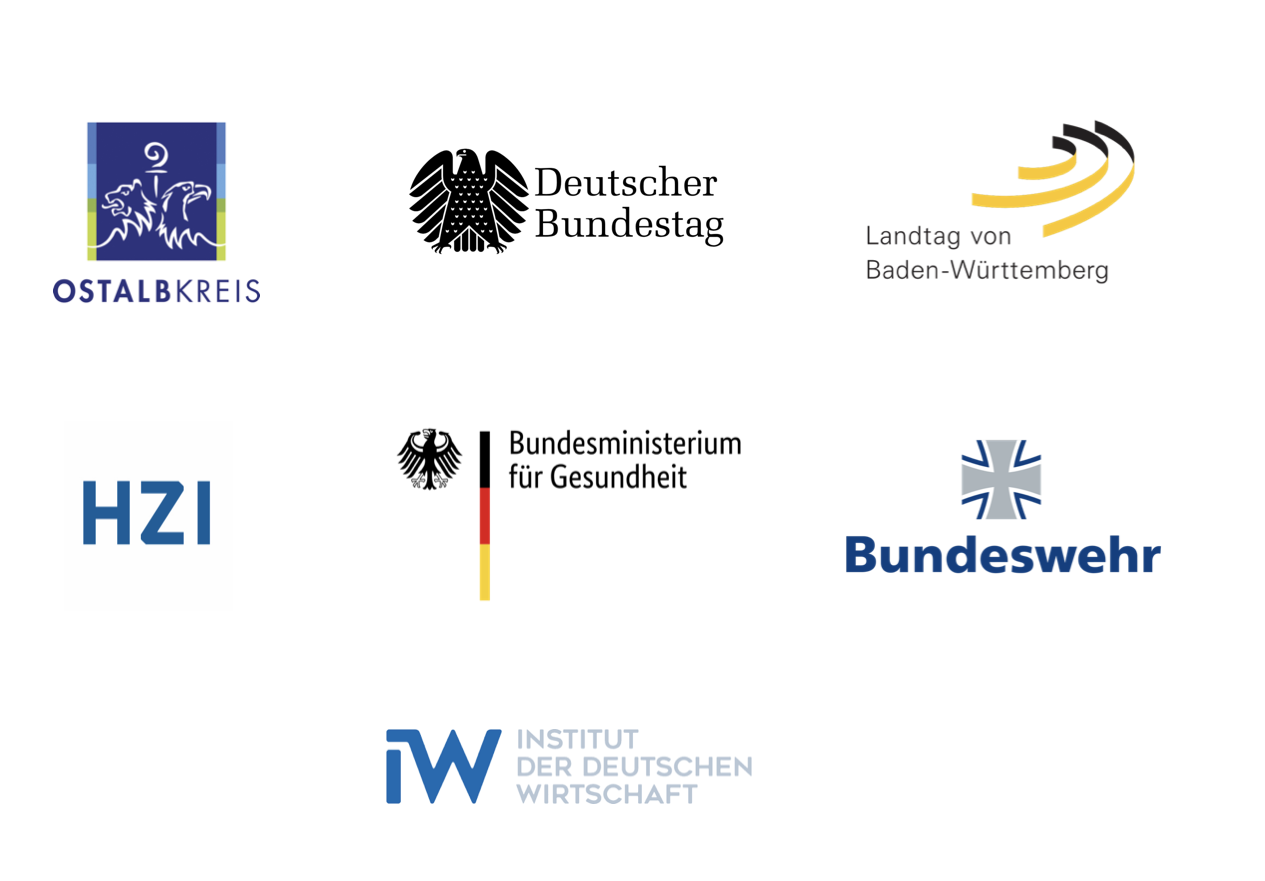 OSTALBKREIS
Deutscher
Bundestag
Landtag von
Baden-Württemberg
HZI
Bundesministerium
für Gesundheit
Bundeswehr
iW
INSTITUT
DER DEUTSCHEN
WIRTSCHAFT